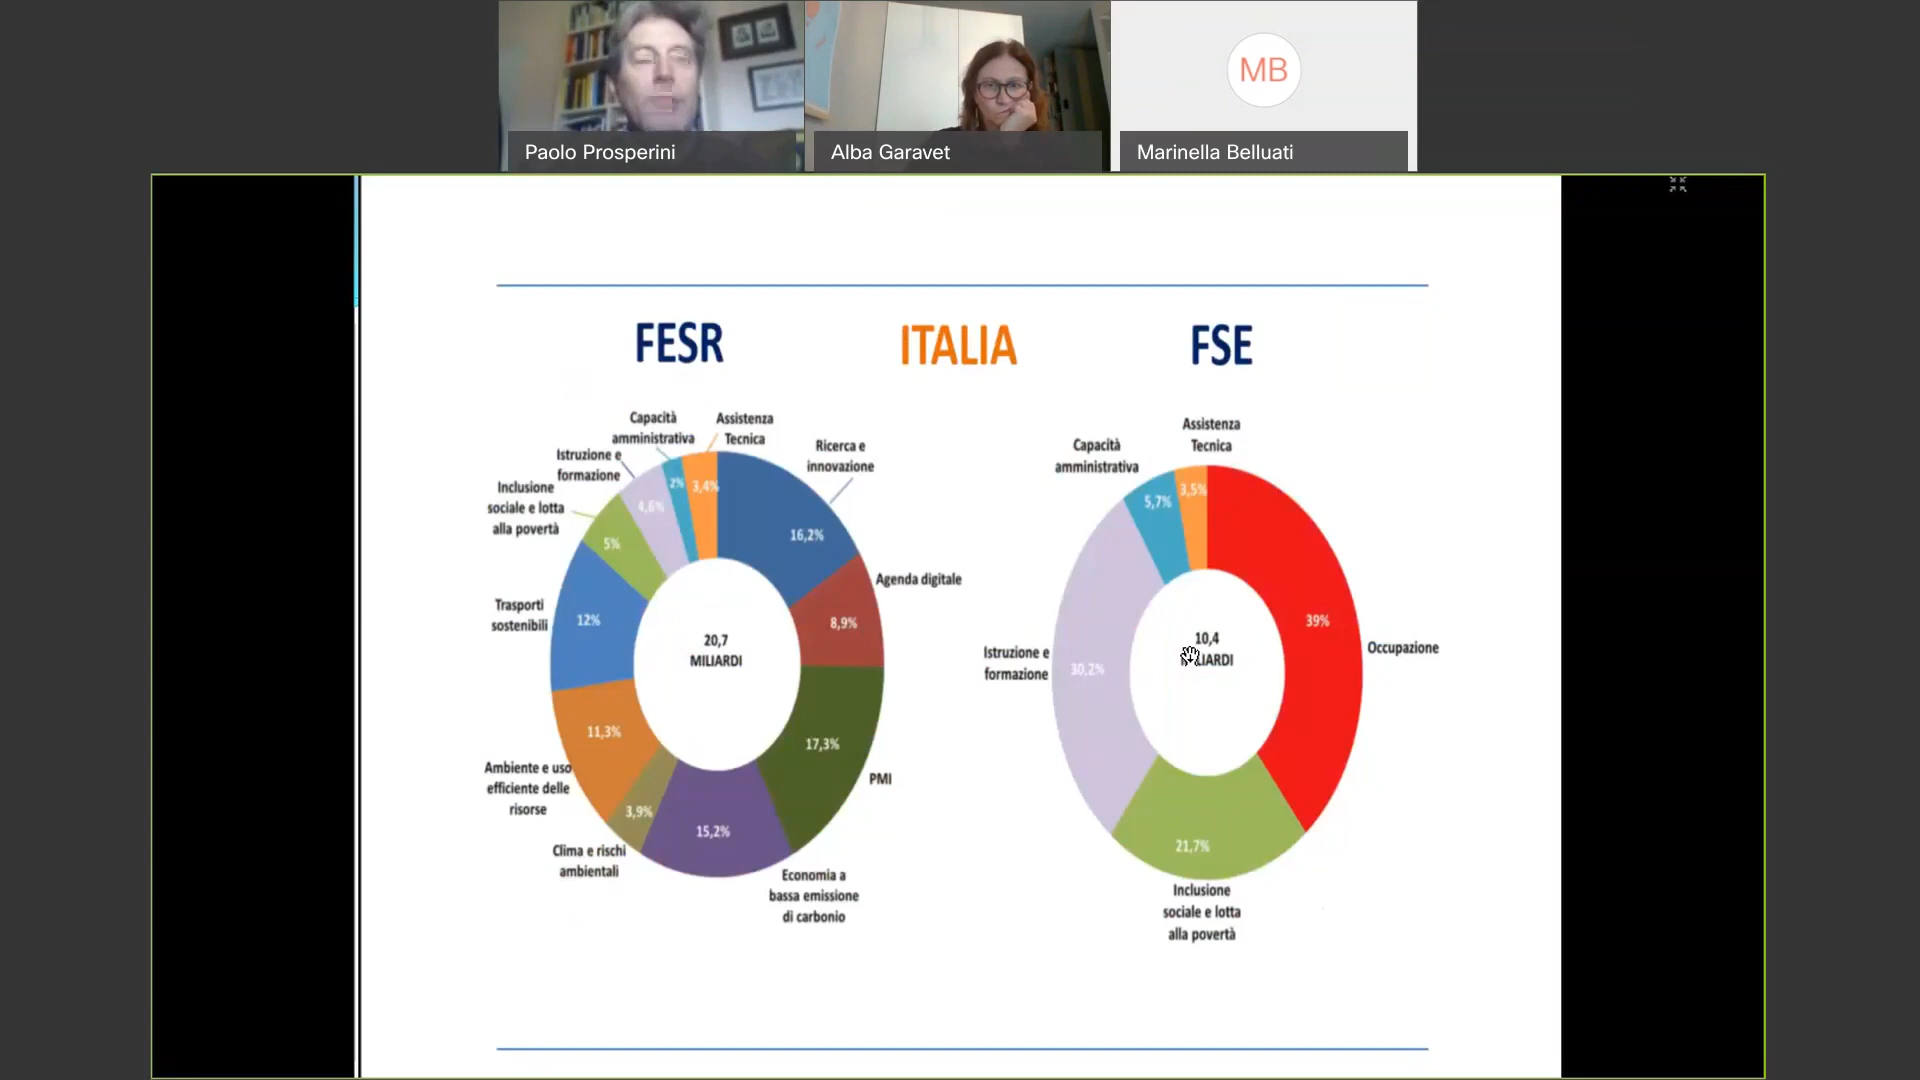 MB
Paolo Prosperini
Alba Garavet
Marinella Belluati
FESR
ITALIA
FSE
Capacità
amministrativa
Assistenza
Tecnica
Ricerca e
innovazione
Istruzione e
formazione
Inclusione
sociale e lotta
alla povertà
2%
3,4%
4,6%
16,2%
5%
Agenda digitale
Trasporti
sostenibili
12%
8,9%
20,7
MILIARDI
11,3%
17,3%
Ambiente e uso
efficiente delle
risorse
PMI
3,9%
15,2%
Clima e rischi
ambientali
Economia a
bassa emissione
di carbonio
Assistenza
Tecnica
Capacità
amministrativa
5,7%
3,5%
39%
Occupazione
10,4
Istruzione e
formazione
30,2%
21,7%
Inclusione
sociale e lotta
alla povertà